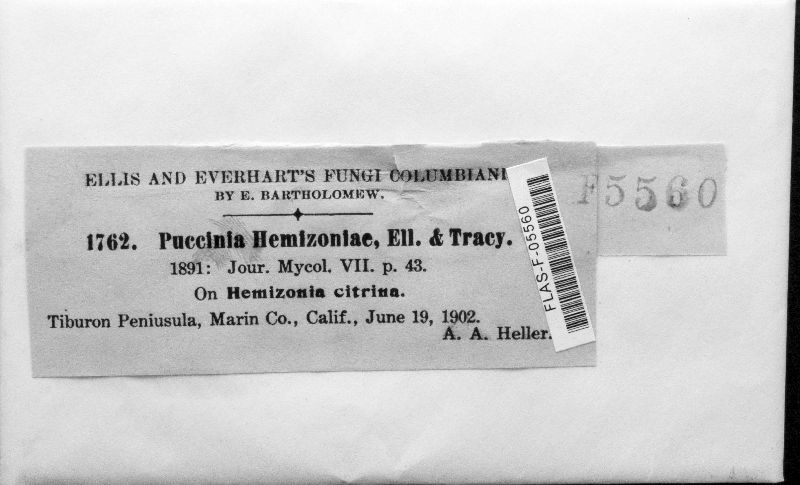 ELLIS AND EVERHART'S FUNGI COLUMBIANI
BY E. BARTHOLOMEW.
1762. Puccinia Hemizoniae, Ell. & Tracy.
1891: Jour. Mycol. VII. p. 43.
On Hemizonia citrina.
Tiburon Peniusula, Marin Co., Calif., June 19, 1902.
A. A. Heller.
FLAS-F-05560
F5560